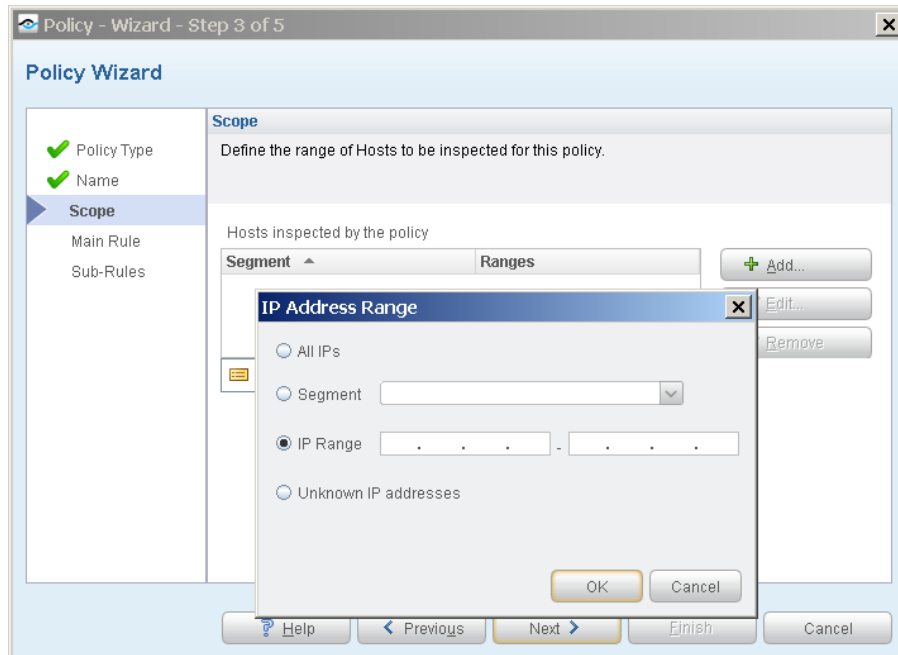 Policy - Wizard - Step 3 of 5
Policy Wizard
Policy Type
Name
Scope
Main Rule
Sub-Rules
Scope
Define the range of Hosts to be inspected for this policy.
Hosts inspected by the policy
Segment Ranges
Add...
Edit...
Remove
IP Address Range
All IPs
Segment
IP Range . . . - . . .
Unknown IP addresses
OK Cancel
Help Previous Next Finish Cancel